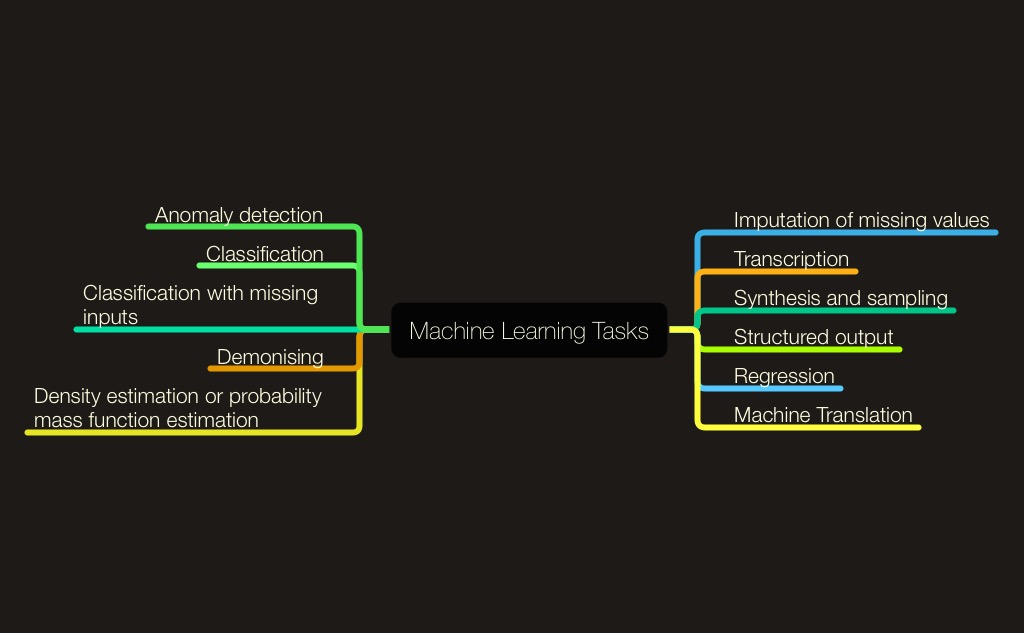 Anomaly detection
Classification
Classification with missing
inputs
Demonising
Density estimation or probability
mass function estimation
Machine Learning Tasks
Imputation of missing values
Transcription
Synthesis and sampling
Structured output
Regression
Machine Translation